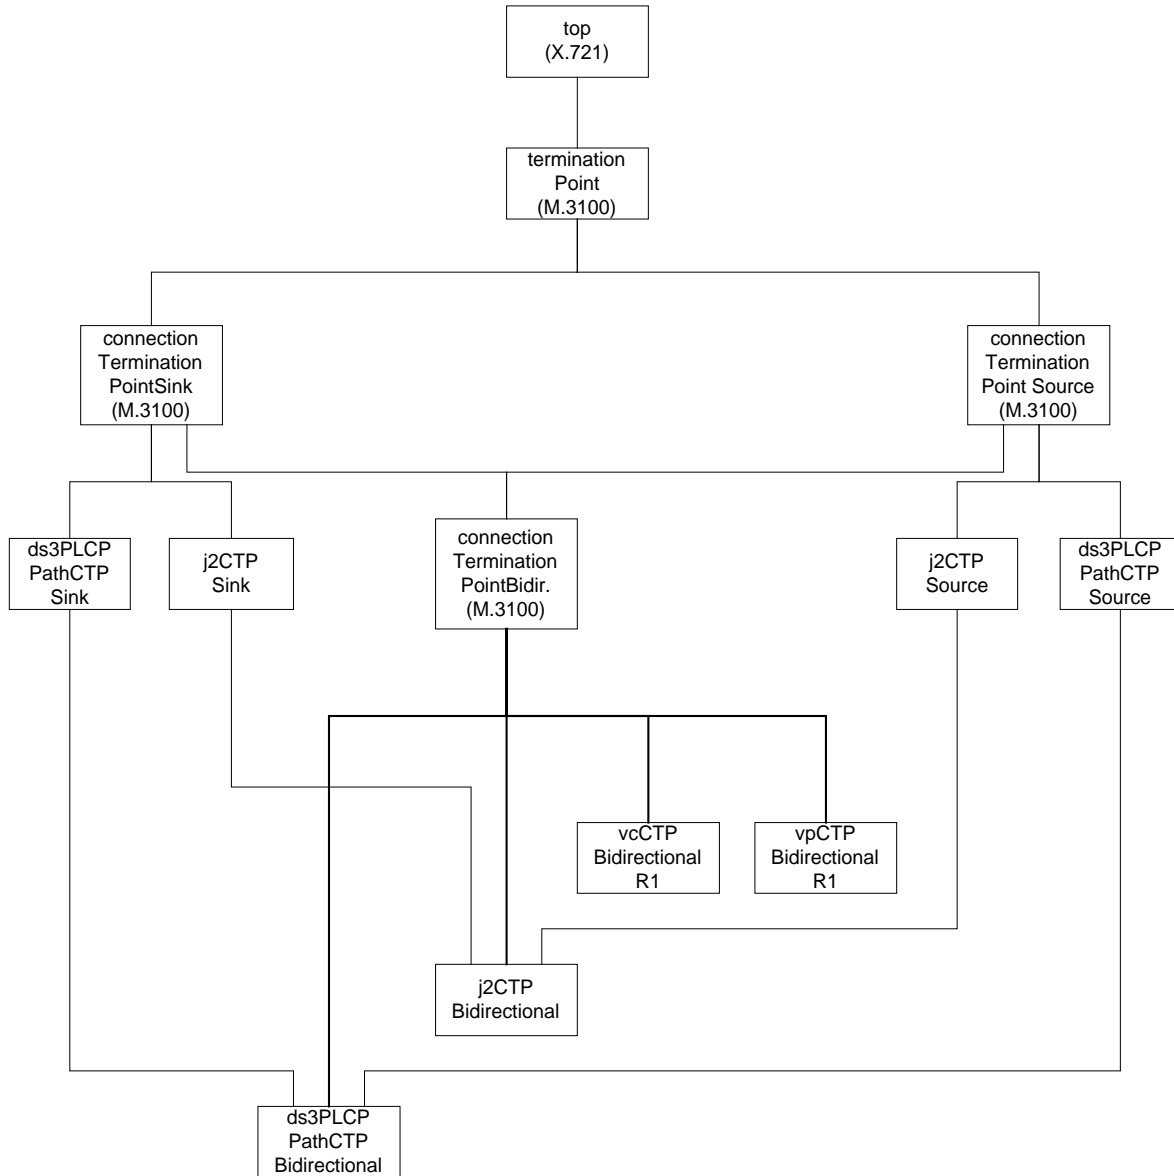 top
(X.721)
termination
Point
(M.3100)
connection
Termination
PointSink
(M.3100)
connection
Termination
Point Source
(M.3100)
ds3PLCP
PathCTP
Sink
j2CTP
Sink
connection
Termination
PointBidir.
(M.3100)
j2CTP
Source
ds3PLCP
PathCTP
Source
vcCTP
Bidirectional
R1
vpCTP
Bidirectional
R1
j2CTP
Bidirectional
ds3PLCP
PathCTP
Bidirectional